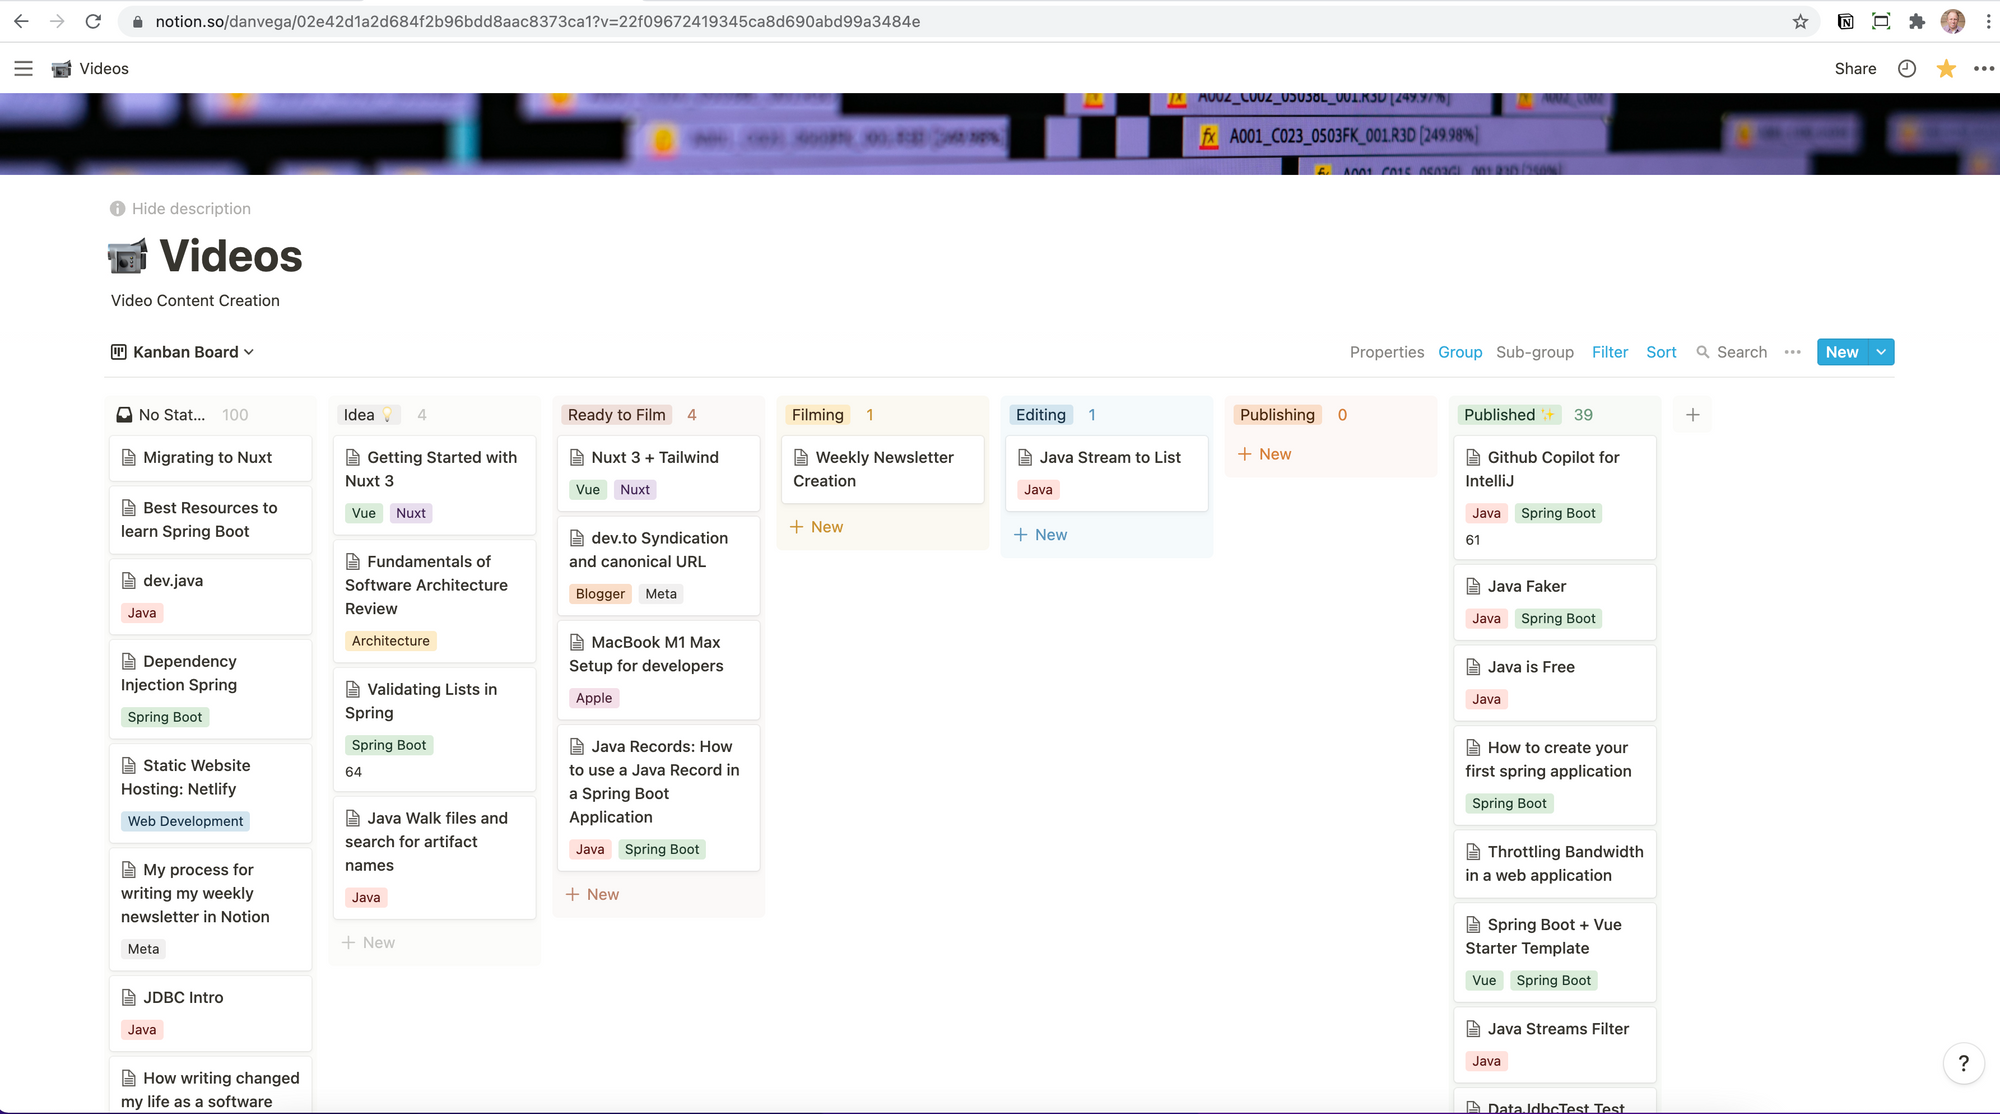 notion.so/danvega/02e42d1a2d684f2b96bdd8aac8373ca1?v=22f09672419345ca8d690abd99a3484e
Videos
Share
A002_C002_05038L_001.R3D [249.97%]
A001_C023_0503FK_001.R3D [249.98%]
Hide description
Videos
Video Content Creation
Kanban Board
Properties Group Sub-group Filter Sort Search New
No Stat... 100
Migrating to Nuxt
Best Resources to
learn Spring Boot
dev.java
Java
Dependency
Injection Spring
Spring Boot
Static Website
Hosting: Netlify
Web Development
My process for
writing my weekly
newsletter in Notion
Meta
JDBC Intro
Java
How writing changed
my life as a software
Idea 4
Getting Started with
Nuxt 3
Vue Nuxt
Fundamentals of
Software Architecture
Review
Architecture
Validating Lists in
Spring
Spring Boot
64
Java Walk files and
search for artifact
names
Java
+ New
Ready to Film 4
Nuxt 3 + Tailwind
Vue Nuxt
dev.to Syndication
and canonical URL
Blogger Meta
MacBook M1 Max
Setup for developers
Apple
Java Records: How
to use a Java Record in
a Spring Boot
Application
Java Spring Boot
+ New
Filming 1
Weekly Newsletter
Creation
+ New
Editing 1
Java Stream to List
Java
+ New
Publishing 0
+ New
Published 39
Github Copilot for
IntelliJ
Java Spring Boot
61
Java Faker
Java Spring Boot
Java is Free
Java
How to create your
first spring application
Spring Boot
Throttling Bandwidth
in a web application
Spring Boot + Vue
Starter Template
Vue Spring Boot
Java Streams Filter
Java
DataJdbcTest Test
?